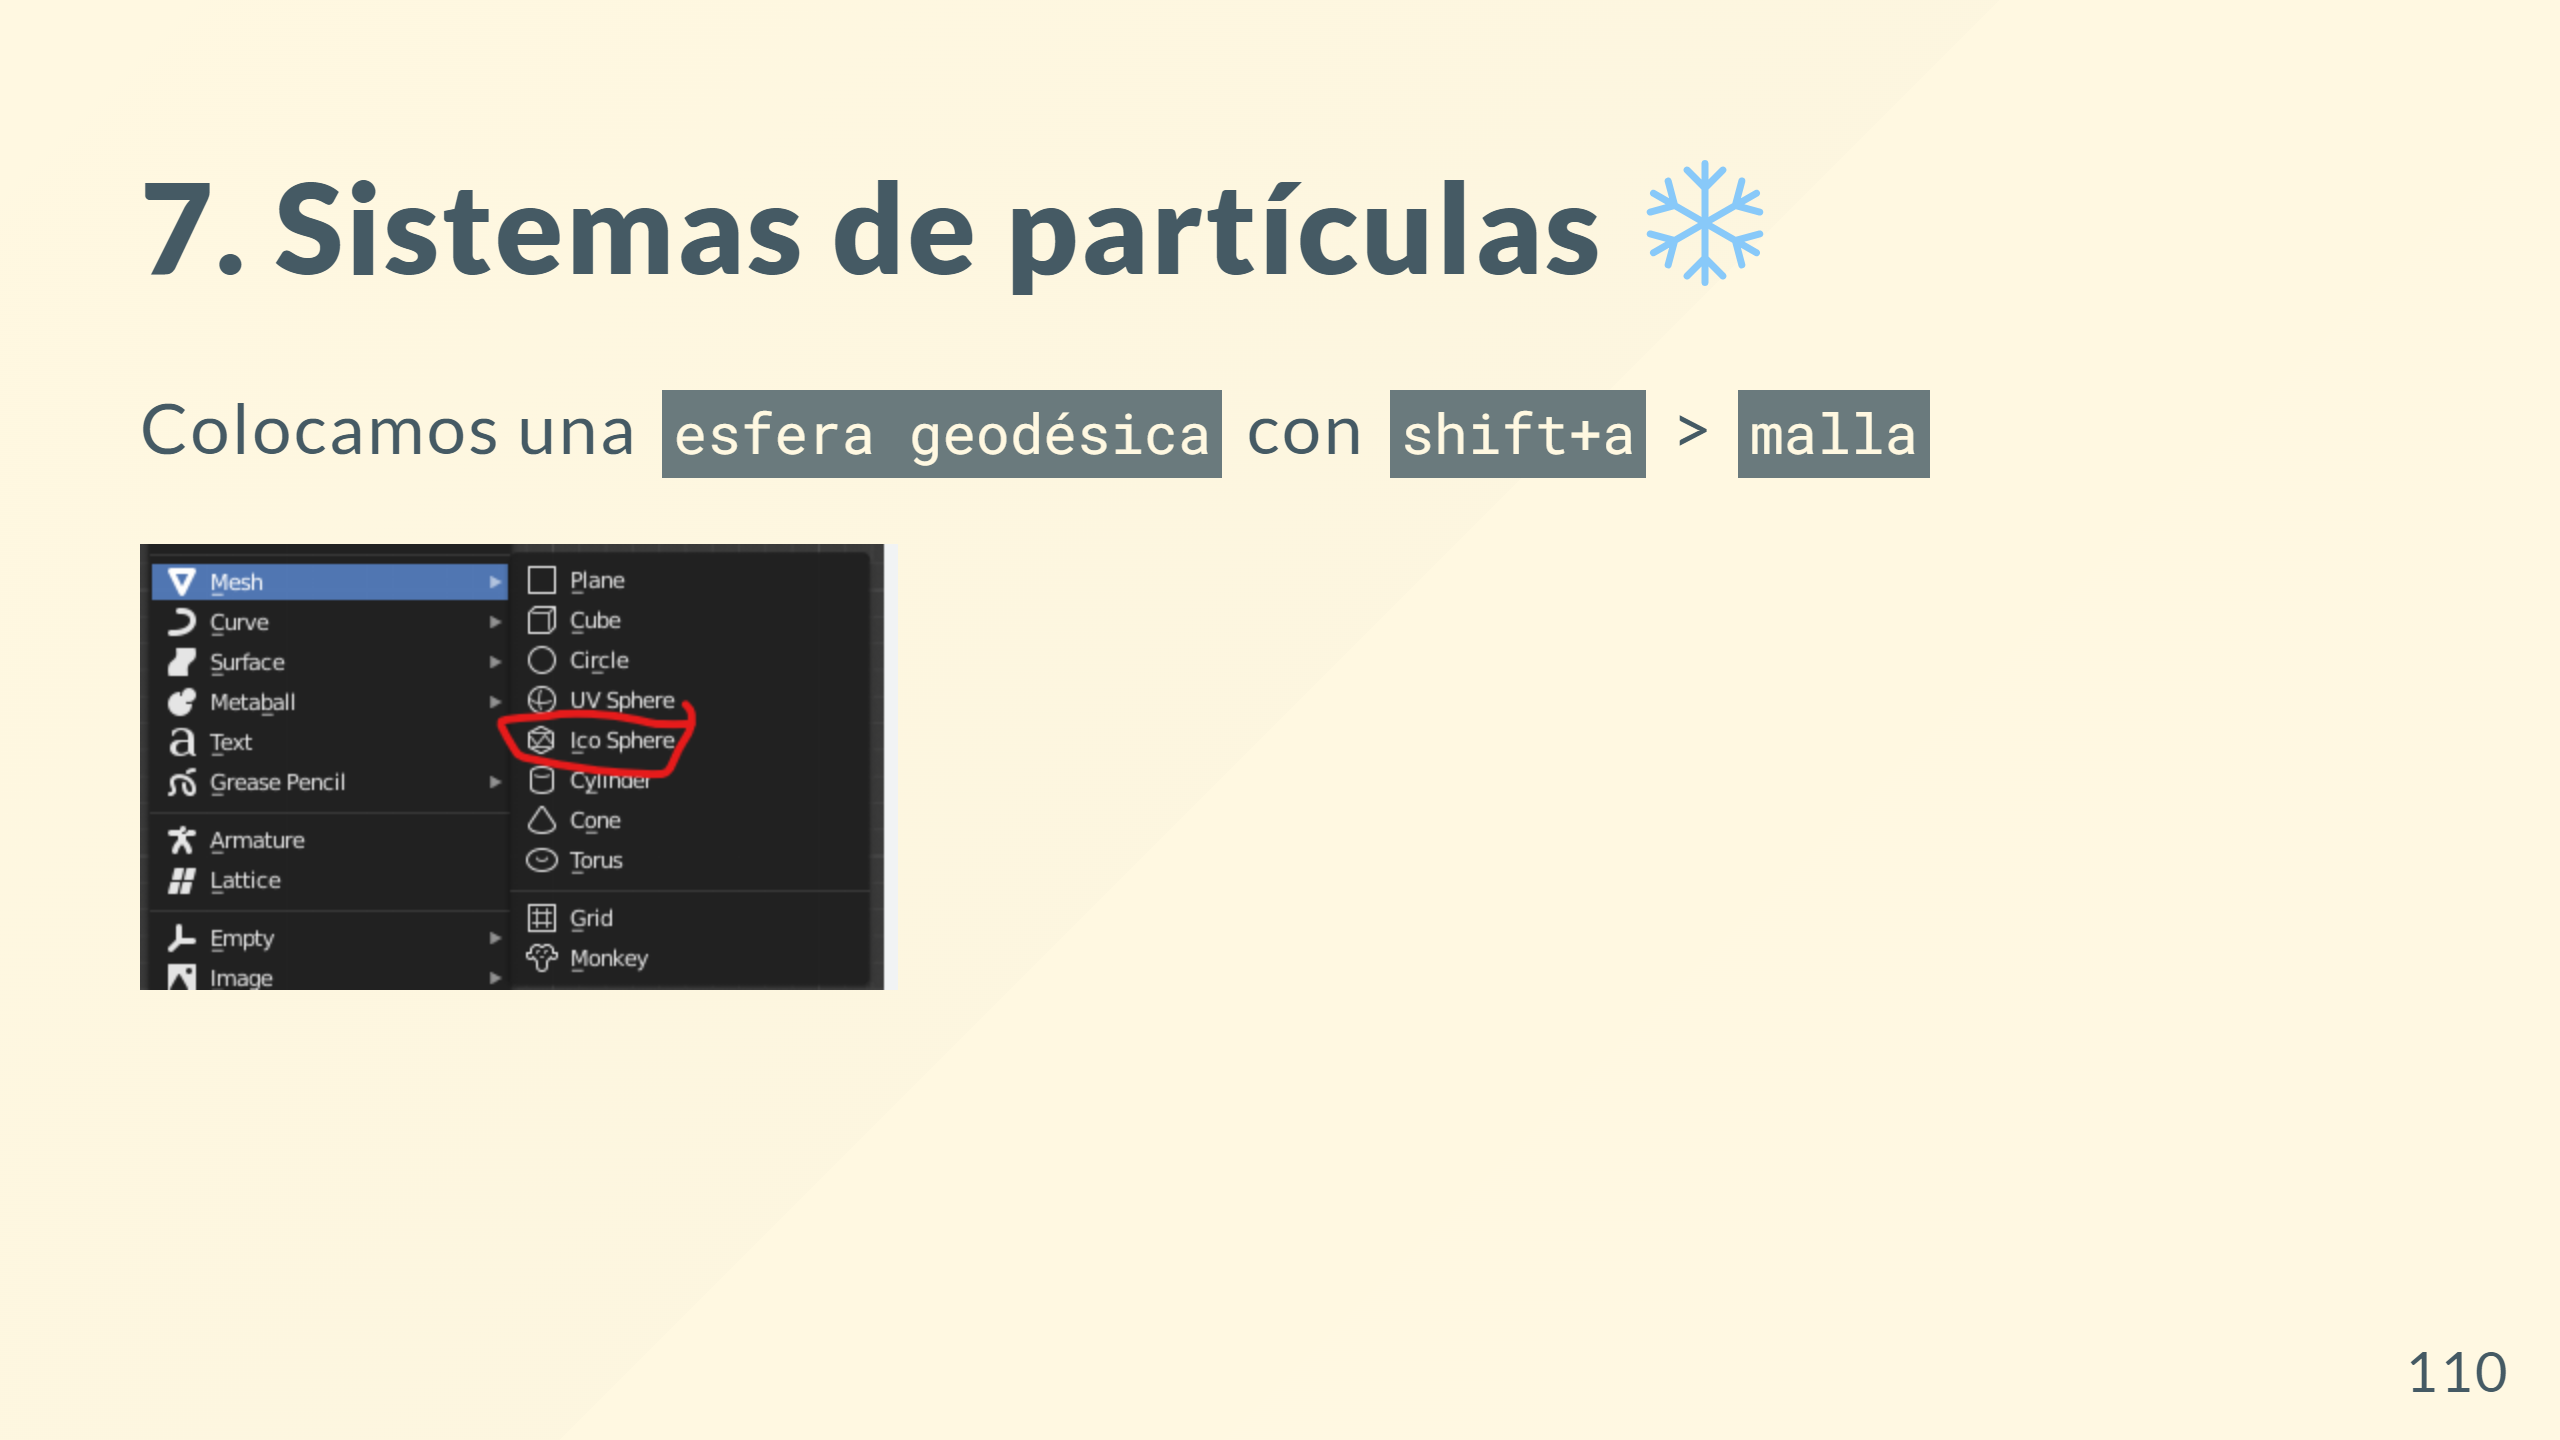 7. Sistemas de partículas
Colocamos una esfera geodésica con shift+a > malla
Mesh
Curve
Surface
Metaball
Text
Grease Pencil
Armature
Lattice
Empty
Image
Plane
Cube
Circle
UV Sphere
Ico Sphere
Cylinder
Cone
Torus
Grid
Monkey
110